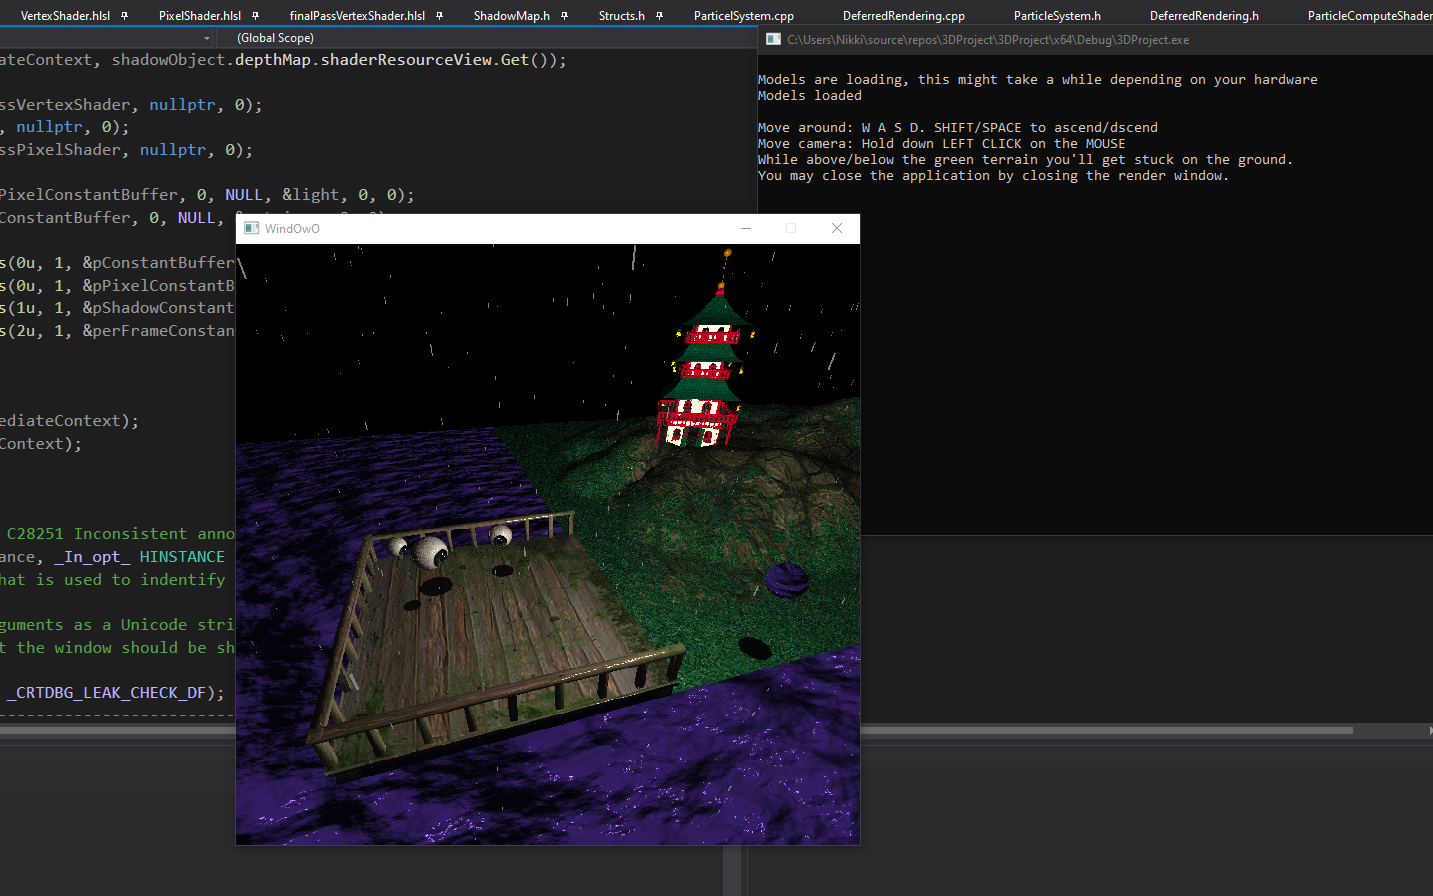 VertexShader.hlsl PixelShader.hlsl finalPassVertexShader.hlsl ShadowMap.h Structs.h ParticelSystem.cpp DeferredRendering.cpp ParticleSystem.h DeferredRendering.h ParticleComputeShader
(Global Scope)
C:\Users\Nikki\source\repos\3DProject\3DProject\x64\Debug\3DProject.exe
ateContext, shadowObject.depthMap.shaderResourceView.Get());
ssVertexShader, nullptr, 0);
, nullptr, 0);
ssPixelShader, nullptr, 0);
PixelConstantBuffer, 0, NULL, &light, 0, 0);
ConstantBuffer, 0, NULL,
s(0u, 1, &pConstantBuffer
s(0u, 1, &pPixelConstantB
s(1u, 1, &pShadowConstant
s(2u, 1, &perFrameConstan
ediateContext);
Context);
C28251 Inconsistent anno
ance, _In_opt_ HINSTANCE
hat is used to indentify
guments as a Unicode stri
t the window should be sh
_CRTDBG_LEAK_CHECK_DF);
Models are loading, this might take a while depending on your hardware
Models loaded
Move around: W A S D. SHIFT/SPACE to ascend/dscend
Move camera: Hold down LEFT CLICK on the MOUSE
While above/below the green terrain you'll get stuck on the ground.
You may close the application by closing the render window.
WindOwO